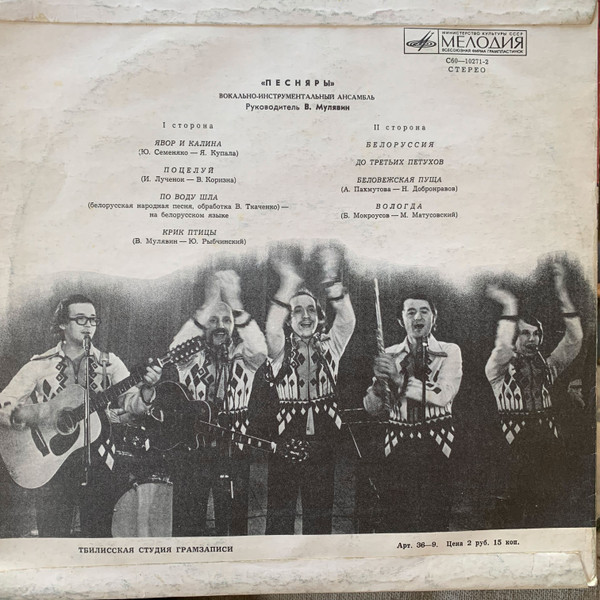 МИНИСТЕРСТВО КУЛЬТУРЫ СССР
МЕЛОДИЯ
ВСЕСОЮЗНАЯ ФИРМА ГРАМПЛАСТИНОК
С60—10271-2
СТЕРЕО
«ПЕСНЯРЫ»
ВОКАЛЬНО-ИНСТРУМЕНТАЛЬНЫЙ АНСАМБЛЬ
Руководитель В. Мулявин
I сторона
ЯВОР И КАЛИНА
(Ю. Семеняко — Я. Купала)
ПОЦЕЛУЙ
(И. Лученок — В. Коризна)
ПО ВОДУ ШЛА
(белорусская народная песня, обработка В. Ткаченко) —
на белорусском языке
КРИК ПТИЦЫ
(В. Мулявин — Ю. Рыбчинский)
II сторона
БЕЛОРУССИЯ
ДО ТРЕТЬИХ ПЕТУХОВ
БЕЛОВЕЖСКАЯ ПУЩА
(А. Пахмутова — Н. Добронравов)
ВОЛОГДА
(Б. Мокроусов — М. Матусовский)
ТБИЛИССКАЯ СТУДИЯ ГРАМЗАПИСИ
Арт. 36—9. Цена 2 руб. 15 коп.